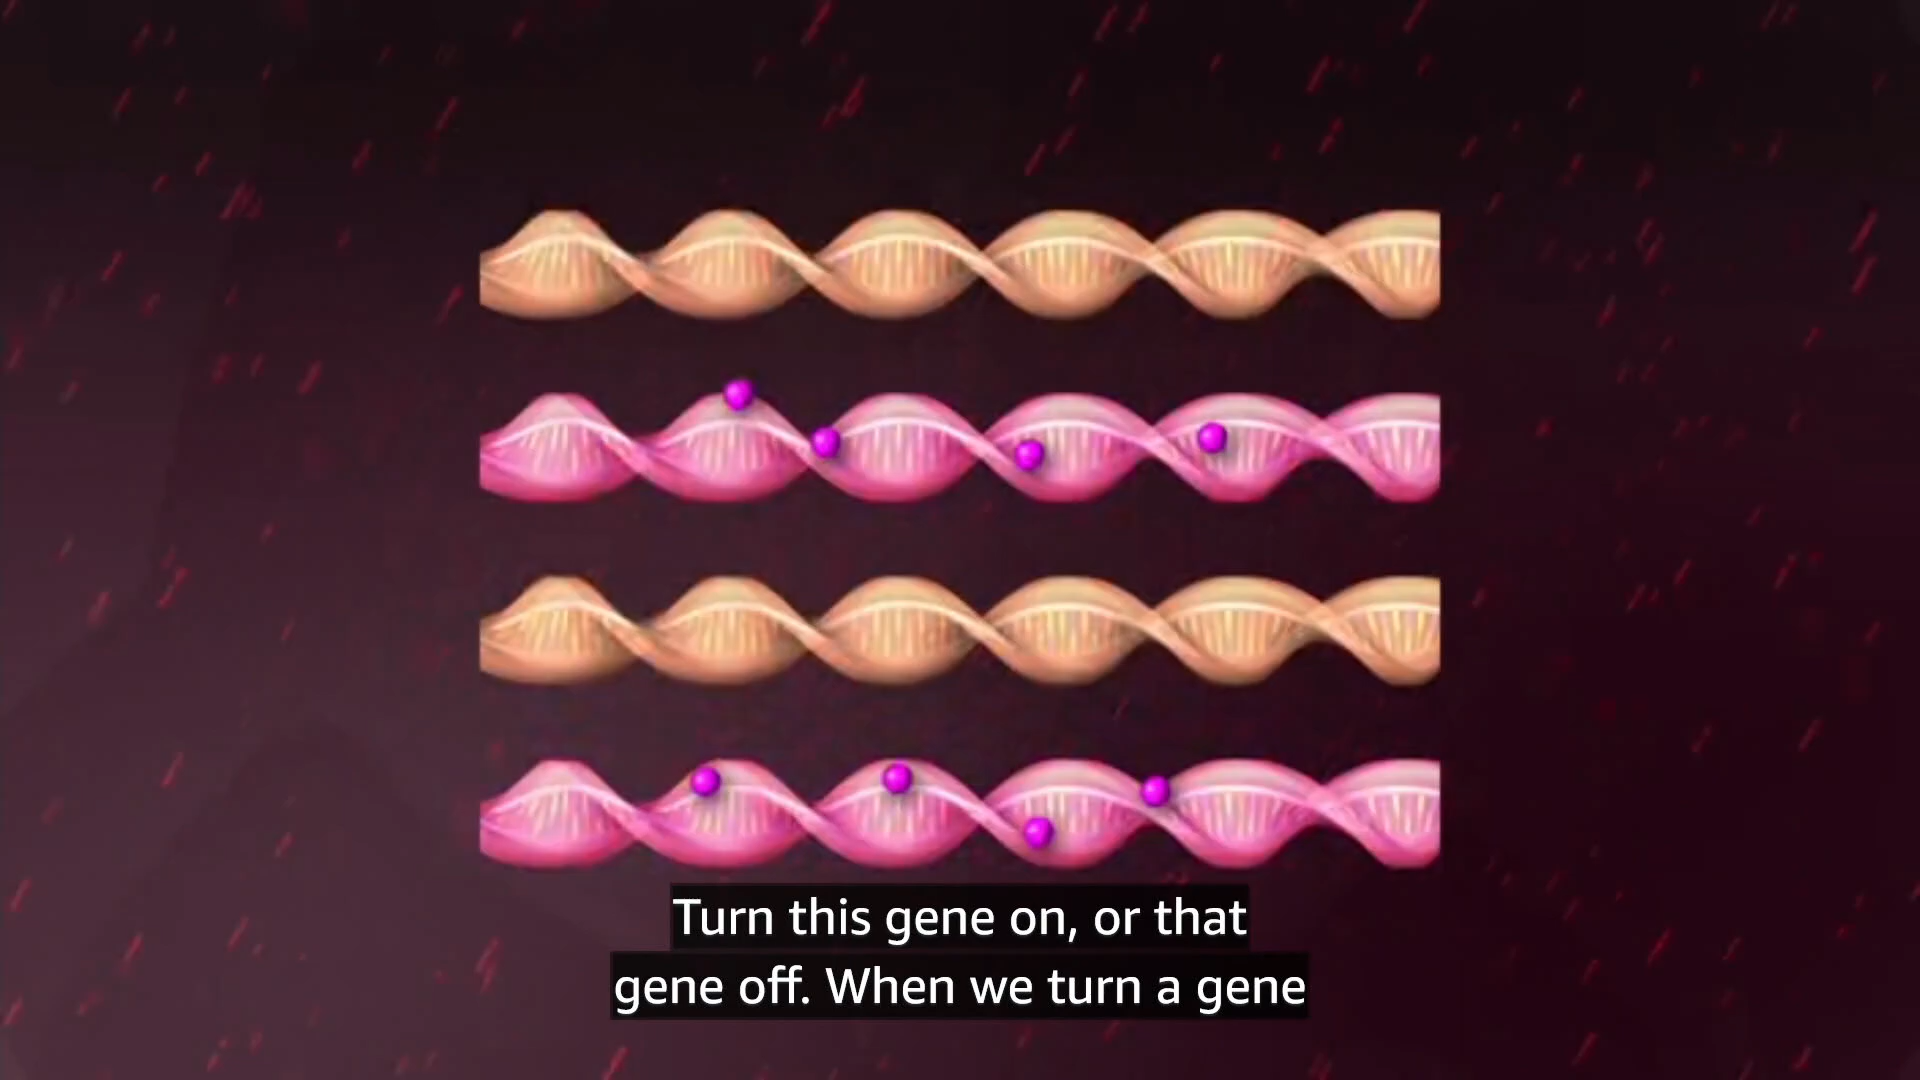 Turn this gene on, or that
gene off. When we turn a gene